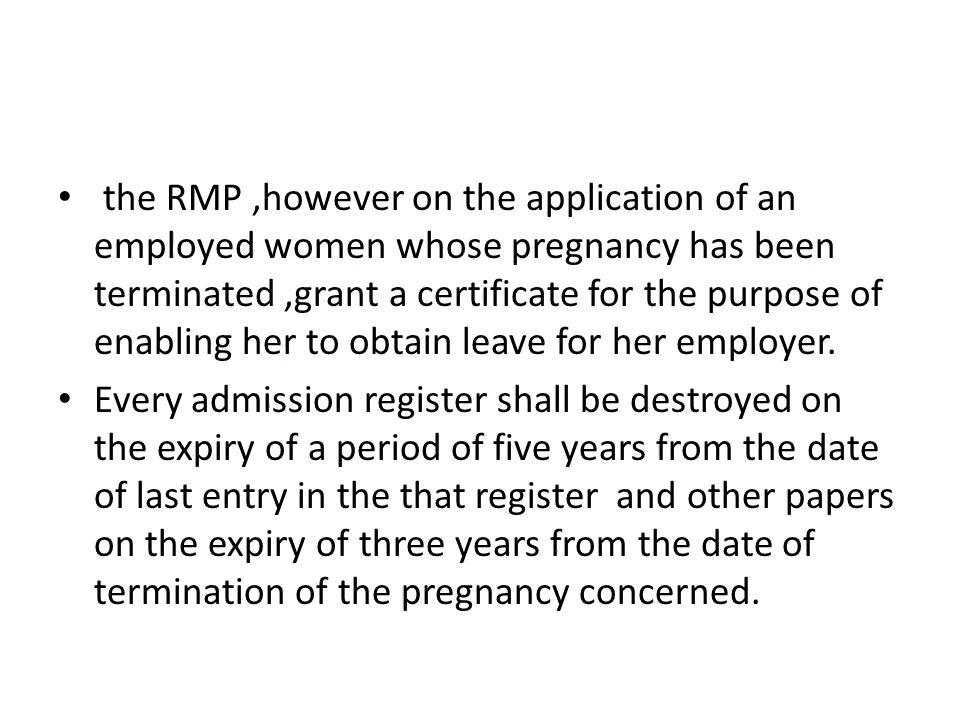 • the RMP ,however on the application of an
employed women whose pregnancy has been
terminated ,grant a certificate for the purpose of
enabling her to obtain leave for her employer.
• Every admission register shall be destroyed on
the expiry of a period of five years from the date
of last entry in the that register and other papers
on the expiry of three years from the date of
termination of the pregnancy concerned.